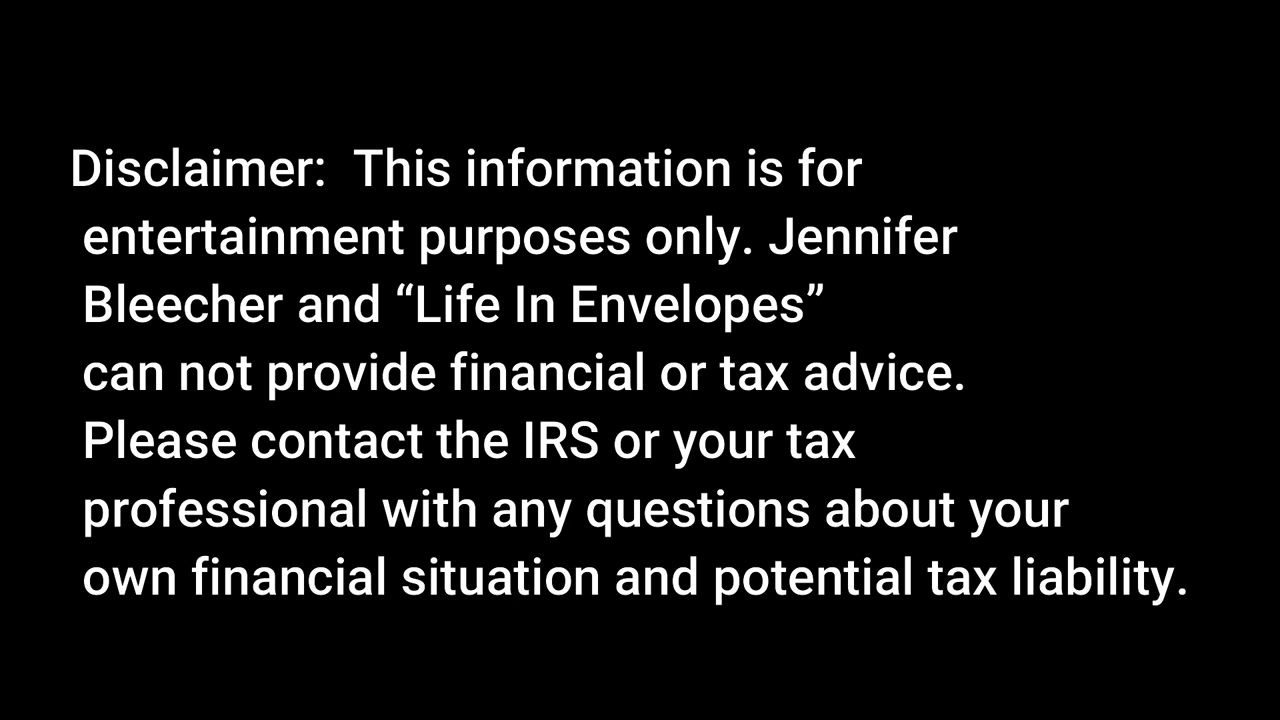 Disclaimer:  This information is for
entertainment purposes only. Jennifer
Bleecher and “Life In Envelopes”
can not provide financial or tax advice.
Please contact the IRS or your tax
professional with any questions about your
own financial situation and potential tax liability.